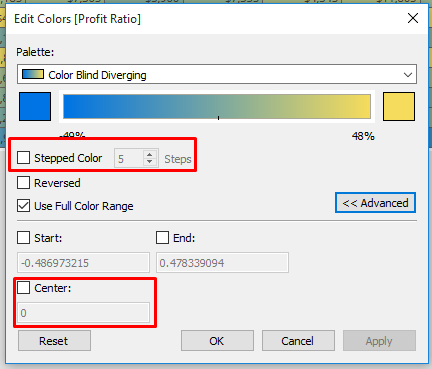 Edit Colors [Profit Ratio]
Palette:
Color Blind Diverging
-49% 48%
Stepped Color 5 Steps
Reversed
Use Full Color Range << Advanced
Start: End:
-0.486973215 0.478339094
Center:
0
Reset OK Cancel Apply